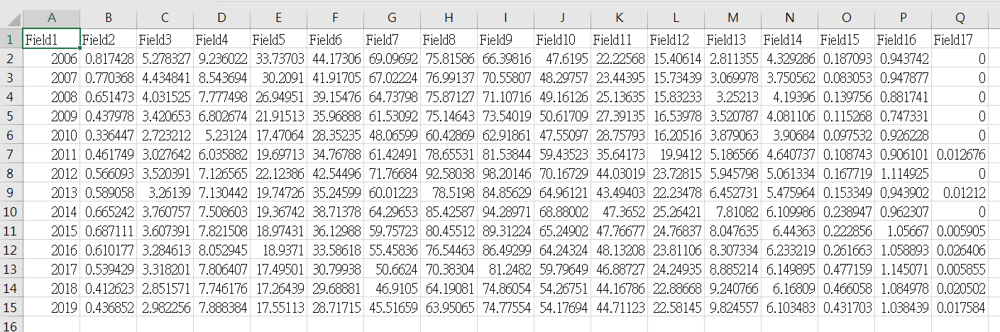 A B C D E F G H I J K L M N O P Q
1 Field1 Field2 Field3 Field4 Field5 Field6 Field7 Field8 Field9 Field10 Field11 Field12 Field13 Field14 Field15 Field16 Field17
2 2006 0.817428 5.278327 9.236022 33.73703 44.17306 69.09692 75.81586 66.39816 47.6195 22.22568 15.40614 2.811355 4.329286 0.187093 0.943742 0
3 2007 0.770368 4.434841 8.543694 30.2091 41.91705 67.02224 76.99137 70.55807 48.29757 23.44395 15.73439 3.069978 3.750562 0.083053 0.947877 0
4 2008 0.651473 4.031525 7.777498 26.94951 39.15476 64.73798 75.87127 71.10716 49.16126 25.13635 15.83233 3.25213 4.19396 0.139756 0.881741 0
5 2009 0.437978 3.420653 6.802674 21.91513 35.96888 61.53092 75.14643 73.54019 50.61709 27.39135 16.53978 3.520787 4.081106 0.115268 0.747331 0
6 2010 0.336447 2.723212 5.23124 17.47064 28.35235 48.06599 60.42869 62.91861 47.55097 28.75793 16.20516 3.879063 3.90684 0.097532 0.926228 0
7 2011 0.461749 3.027642 6.035882 19.69713 34.76788 61.42491 78.65531 81.53844 59.43523 35.64173 19.9412 5.186566 4.640737 0.108743 0.906101 0.012676
8 2012 0.566093 3.520391 7.126565 22.12386 42.54496 71.76684 92.58038 98.20146 70.16729 44.03019 23.72815 5.945798 5.061334 0.167719 1.114925 0
9 2013 0.589058 3.26139 7.130442 19.74726 35.24599 60.01223 78.5198 84.85629 64.96121 43.49403 22.23478 6.452731 5.475964 0.153349 0.943902 0.01212
10 2014 0.665242 3.760757 7.508603 19.36742 38.71378 64.29653 85.42587 94.28971 68.88002 47.3652 25.26421 7.81082 6.109986 0.238947 0.962307 0
11 2015 0.687111 3.607391 7.821508 18.97431 36.12988 59.75723 80.45512 89.31224 65.24902 47.76677 24.76837 8.047635 6.44363 0.222856 1.05667 0.005905
12 2016 0.610177 3.284613 8.052945 18.9371 33.58618 55.45836 76.54463 86.49299 64.24324 48.13208 23.81106 8.307334 6.233219 0.261663 1.058893 0.026406
13 2017 0.539429 3.318201 7.806407 17.49501 30.79938 50.6624 70.38304 81.2482 59.79649 46.88727 24.24935 8.885214 6.149895 0.477159 1.145071 0.005855
14 2018 0.412623 2.851571 7.746176 17.26439 29.68881 46.9105 64.19081 74.86054 54.26751 44.16786 22.88668 9.240766 6.16809 0.466058 1.084978 0.020502
15 2019 0.436852 2.982256 7.888384 17.55113 28.71715 45.51659 63.95065 74.77554 54.17694 44.71123 22.58145 9.824557 6.103483 0.431703 1.038439 0.017584
16